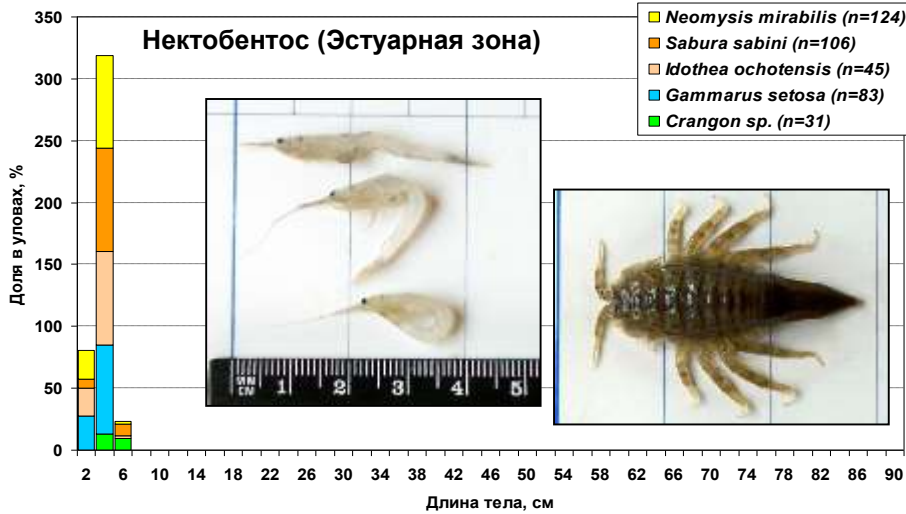 Нектобентос (Эстуарная зона)
Neomysis mirabilis (n=124)
Sabura sabini (n=106)
Idothea ochotensis (n=45)
Gammarus setosa (n=83)
Crangon sp. (n=31)
Доля в уловах, %
350
300
250
200
150
100
50
0
1 2 3 4 5
2 4 6 10 14 18 22 26 30 34 38 42 46 50 54 58 62 66 70 74 78 82 86 90
Длина тела, см